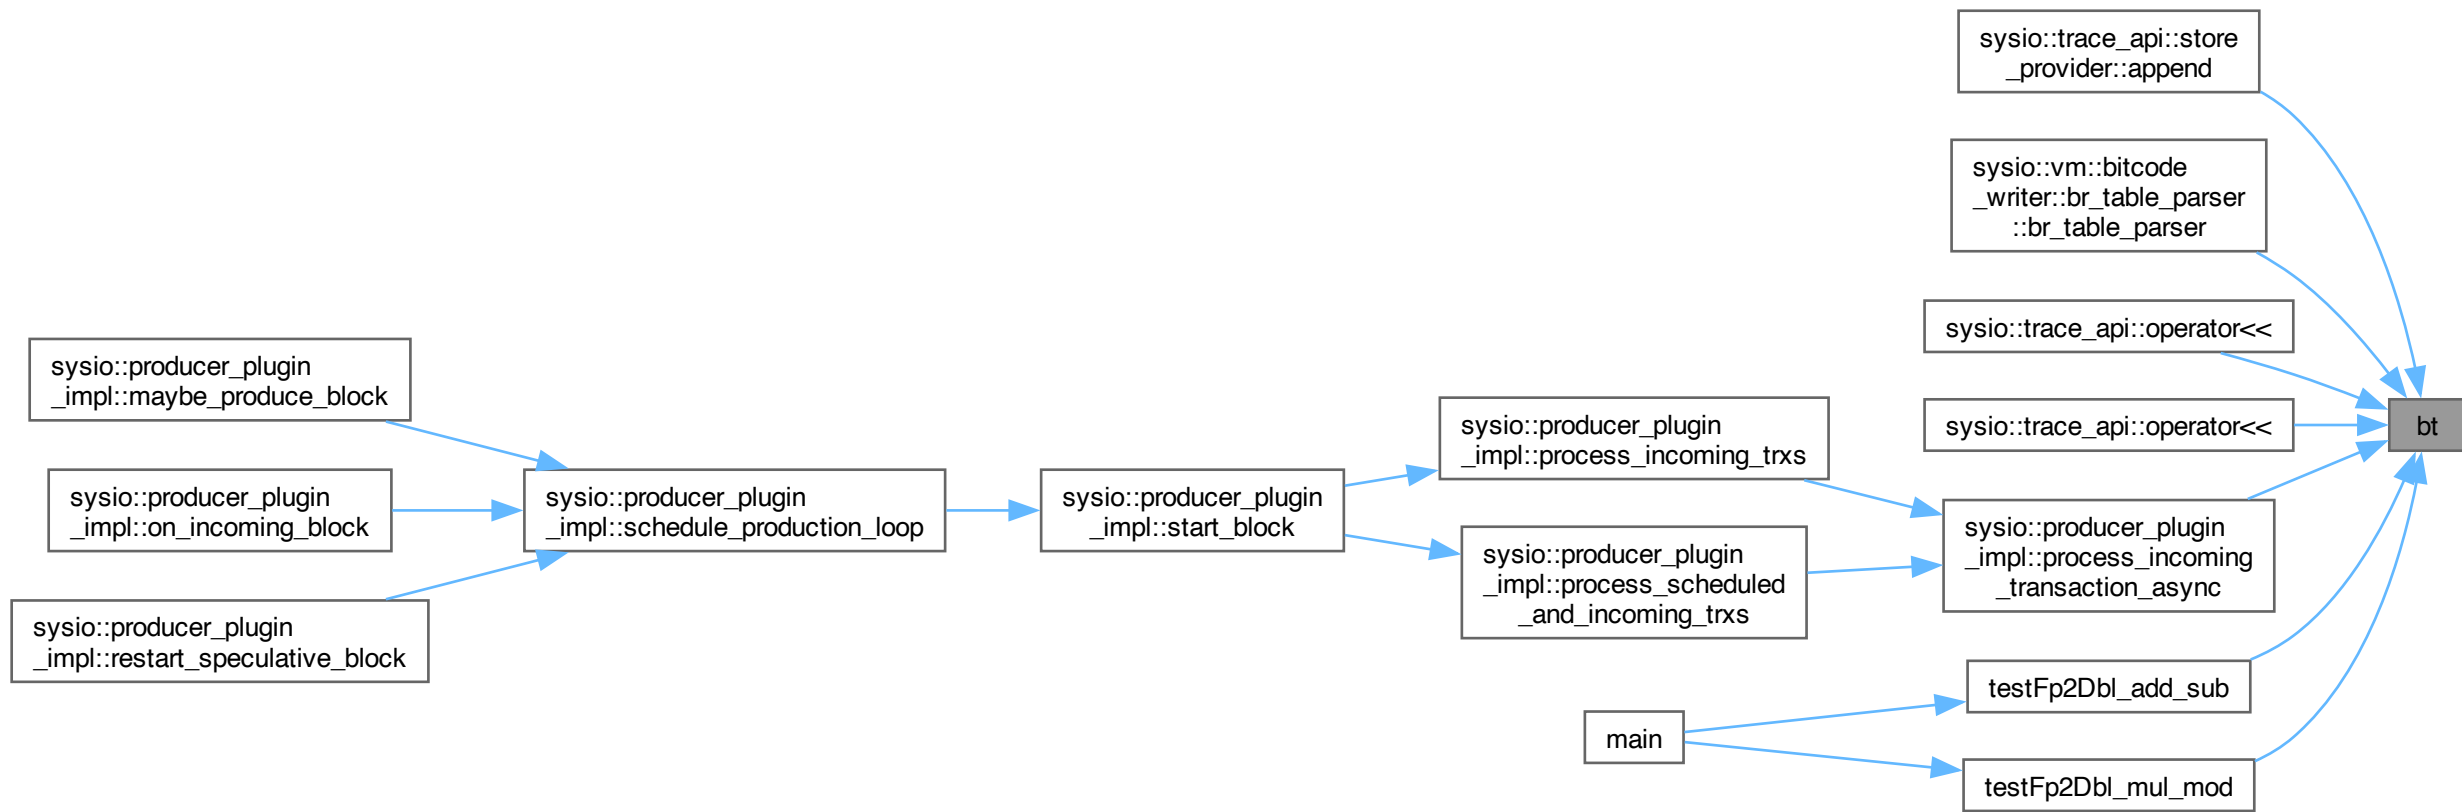 sysio::trace_api::store
_provider::append
sysio::vm::bitcode
_writer::br_table_parser
::br_table_parser
sysio::trace_api::operator<<
sysio::trace_api::operator<<
bt
sysio::producer_plugin
_impl::maybe_produce_block
sysio::producer_plugin
_impl::on_incoming_block
sysio::producer_plugin
_impl::restart_speculative_block
sysio::producer_plugin
_impl::schedule_production_loop
sysio::producer_plugin
_impl::start_block
sysio::producer_plugin
_impl::process_incoming_trxs
sysio::producer_plugin
_impl::process_scheduled
_and_incoming_trxs
sysio::producer_plugin
_impl::process_incoming
_transaction_async
testFp2Dbl_add_sub
main
testFp2Dbl_mul_mod